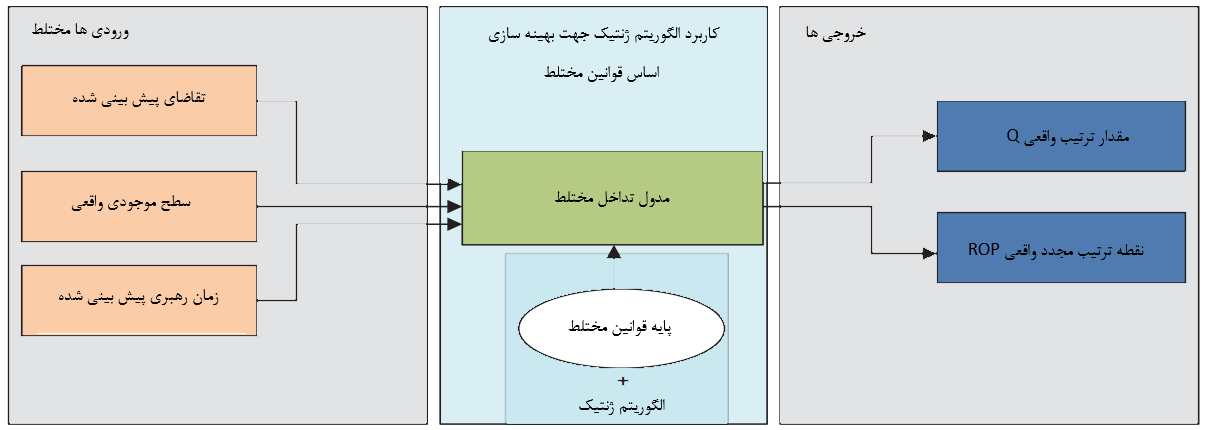 ورودی ها مختلط
تقاضای پیش بینی شده
سطح موجودی واقعی
زمان رهبری پیش بینی شده
کاربرد الگوریتم ژنتیک جهت بهینه سازی
اساس قوانین مختلط
مدول تداخل مختلط
پایه قوانین مختلط
+
الگوریتم ژنتیک
خروجی ها
مقدار ترتیب واقعی Q
نقطه ترتیب مجدد واقعی ROP